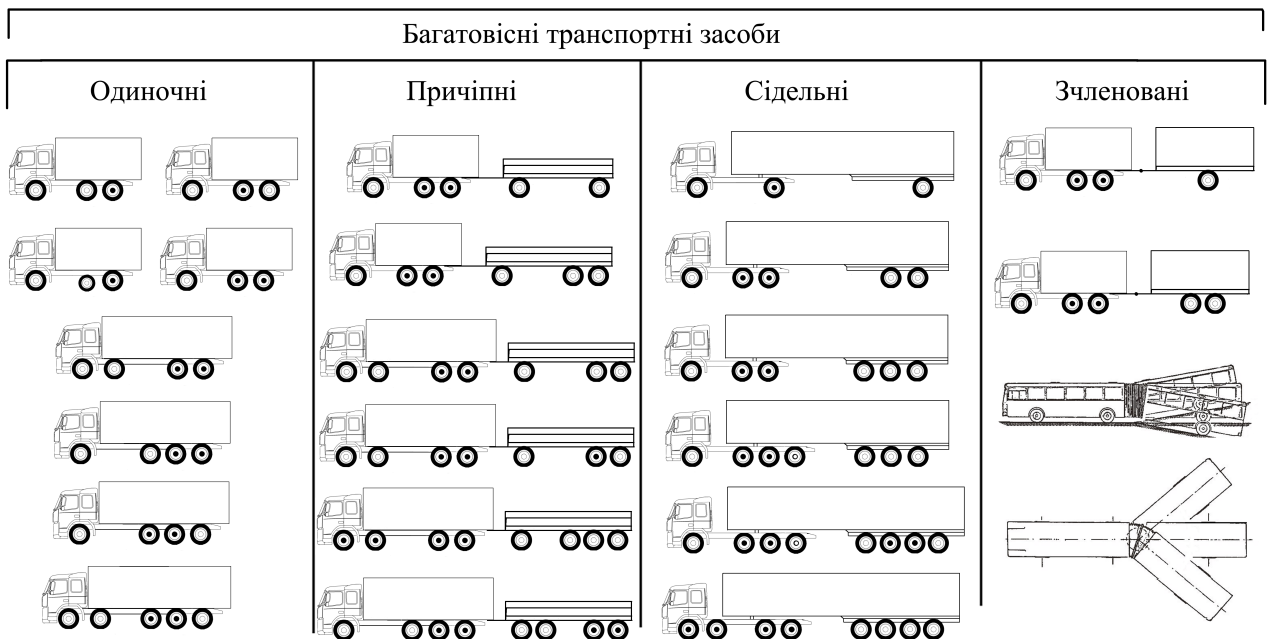 Багатовісні транспортні засоби
Одиночні
Причіпні
Сідельні
Зчленовані